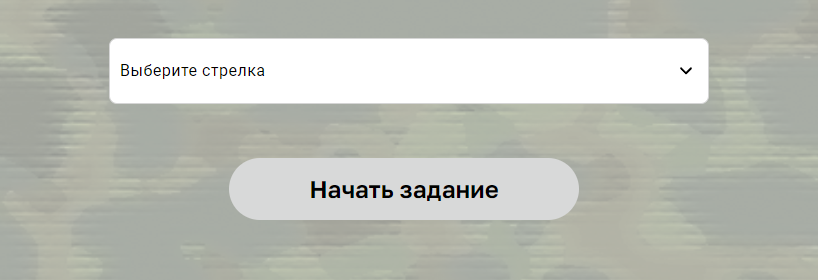 Выберите стрелка
Начать задание